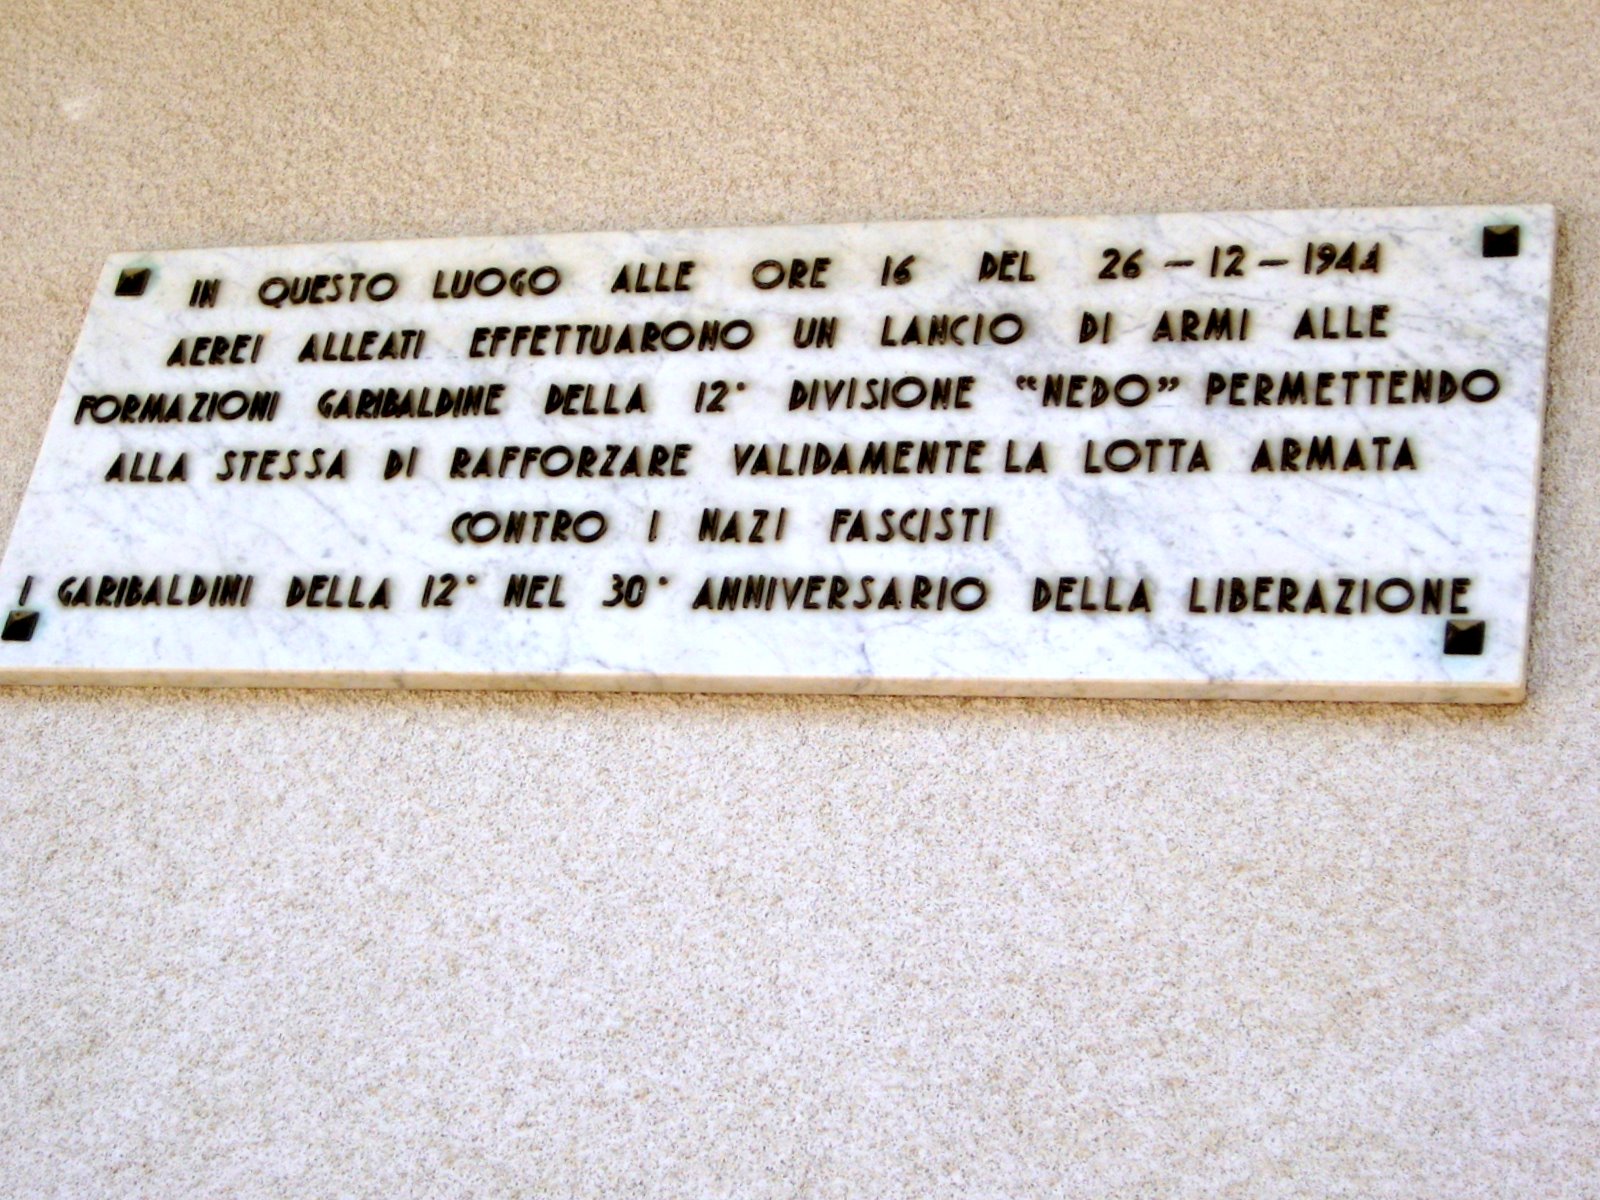 IN QUESTO LUOGO ALLE ORE 16 DEL 26-12-1944
AEREI ALLEATI EFFETTUARONO UN LANCIO DI ARMI ALLE
FORMAZIONI GARIBALDINE DELLA 12° DIVISIONE "NEDO" PERMETTENDO
ALLA STESSA DI RAFFORZARE VALIDAMENTE LA LOTTA ARMATA
CONTRO I NAZI FASCISTI
I GARIBALDINI DELLA 12° NEL 30° ANNIVERSARIO DELLA LIBERAZIONE